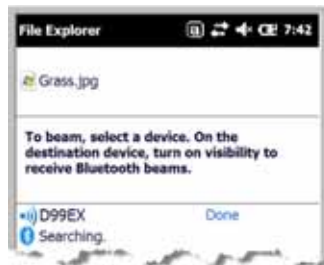 File Explorer 7:42
Grass.jpg
To beam, select a device. On the
destination device, turn on visibility to
receive Bluetooth beams.
D99EX Done
Searching.